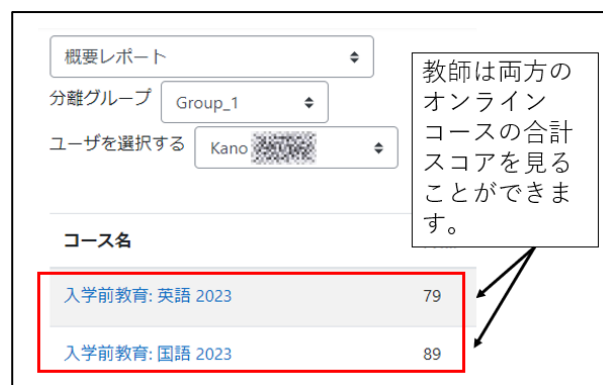 概要レポート
分離グループ Group_1
ユーザを選択する Kano
教師は両方の
オンライン
コースの合計
スコアを見る
ことができま
す。
コース名
入学前教育: 英語 2023 79
入学前教育: 国語 2023 89